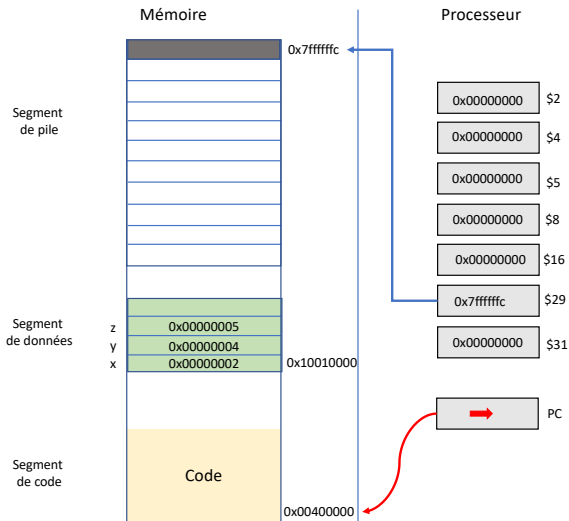 Mémoire
Processeur
0x7ffffffc
Segment
de pile
0x00000000 $2
0x00000000 $4
0x00000000 $5
0x00000000 $8
0x00000000 $16
0x7ffffffc $29
0x00000000 $31
Segment
de données
z 0x00000005
y 0x00000004
x 0x00000002 0x10010000
PC
Segment
de code
Code
0x00400000